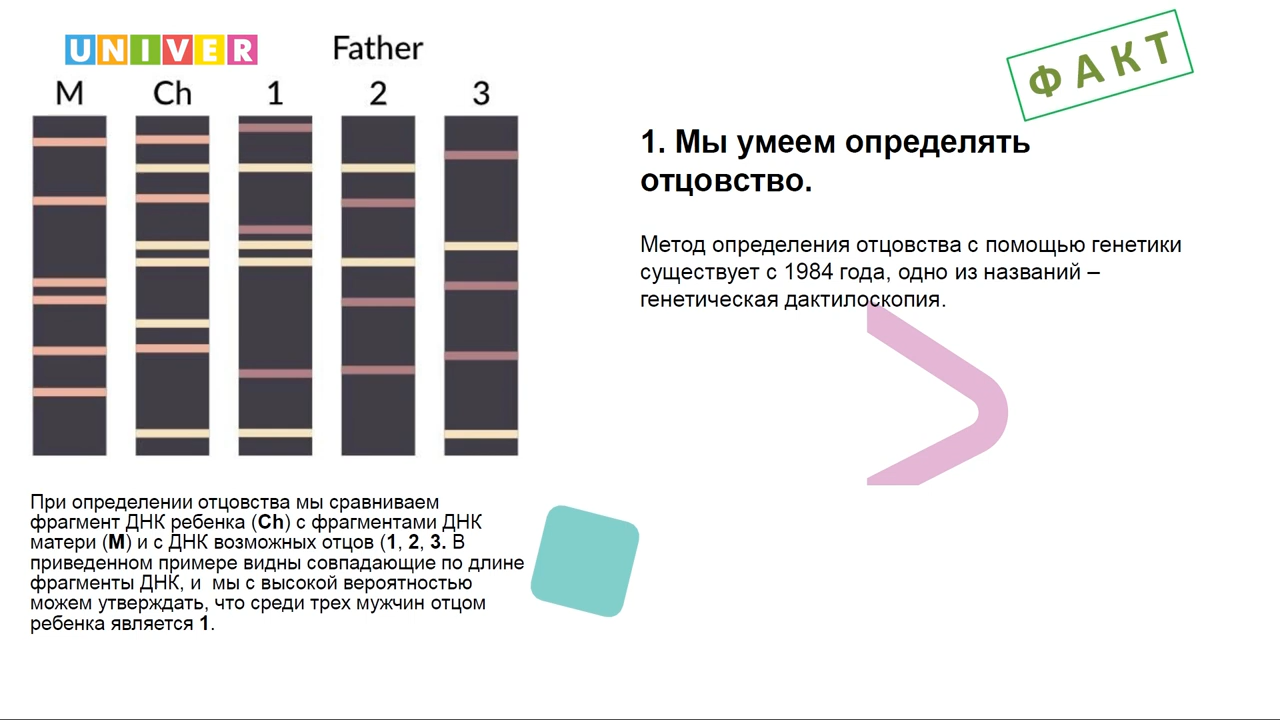 UNIVER
Father
M Ch 1 2 3
ФАКТ
1. Мы умеем определять
отцовство.
Метод определения отцовства с помощью генетики
существует с 1984 года, одно из названий –
генетическая дактилоскопия.
При определении отцовства мы сравниваем
фрагмент ДНК ребенка (Ch) с фрагментами ДНК
матери (M) и с ДНК возможных отцов (1, 2, 3. В
приведенном примере видны совпадающие по длине
фрагменты ДНК, и мы с высокой вероятностью
можем утверждать, что среди трех мужчин отцом
ребенка является 1.